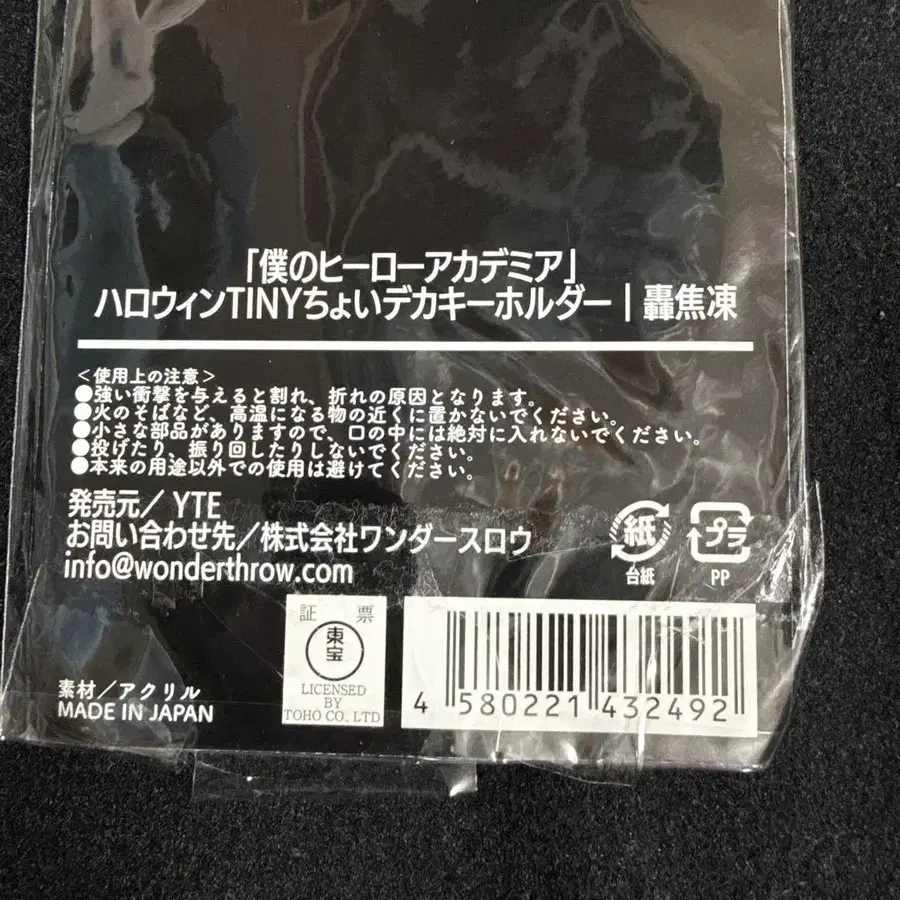 「僕のヒーローアカデミア」
ハロウィンTINYちょいデカキーホルダー｜轟焦凍
＜使用上の注意＞
●強い衝撃を与えると割れ、折れの原因となります。
●火のそばなど、高温になる物の近くに置かないでください。
●小さな部品がありますので、口の中には絶対に入れないでください。
●投げたり、振り回したりしないでください。
●本来の用途以外での使用は避けてください。
発売元／YTE
お問い合わせ先／株式会社ワンダースロウ
info@wonderthrow.com
紙
台紙
プラ
PP
証票
東宝
LICENSED
BY
TOHO CO. LTD
素材／アクリル
MADE IN JAPAN
4 580221 432492